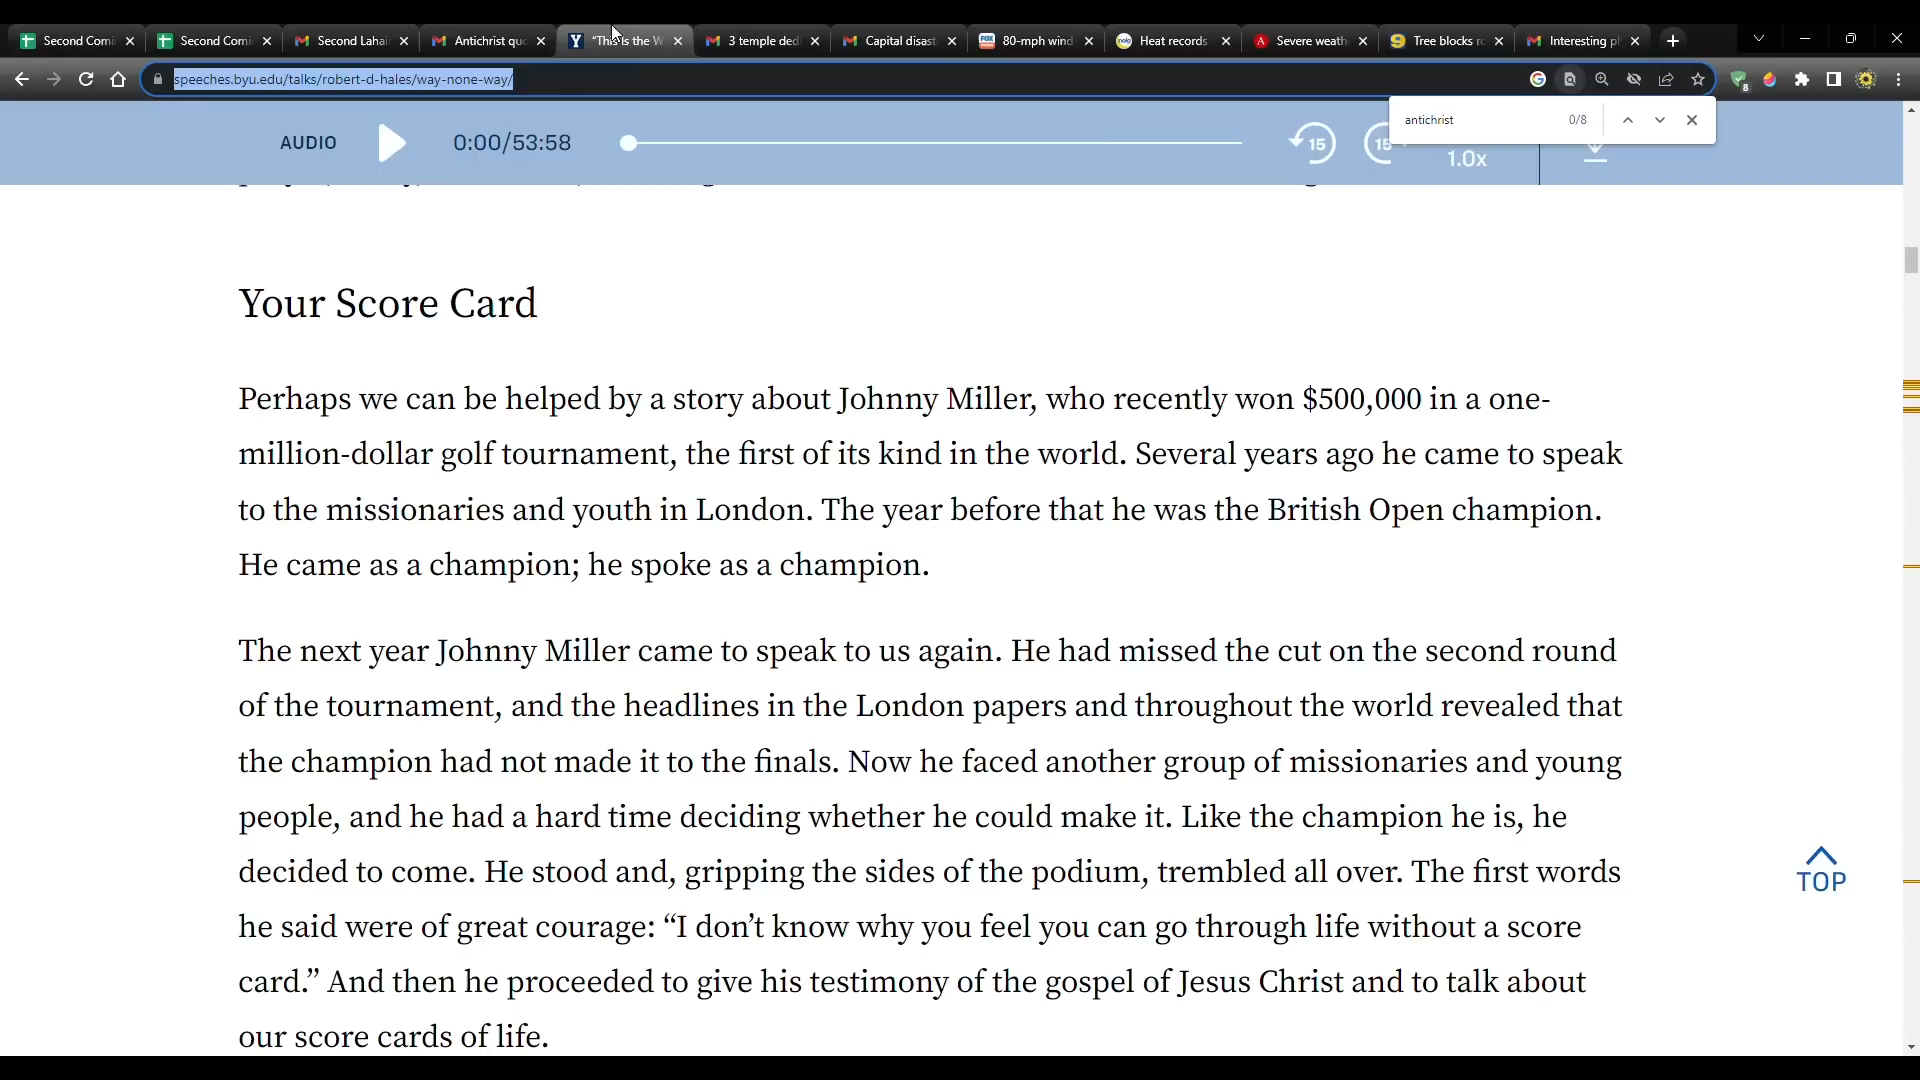 Second Comi
Second Comi
Second Lahai
Antichrist quo
"This Is the W
3 temple dedi
Capital disast
80-mph wind
Heat records
Severe weath
Tree blocks ro
Interesting ph
speeches.byu.edu/talks/robert-d-hales/way-none-way/
8
antichrist 0/8
AUDIO 0:00/53:58 15 15 1.0x
Your Score Card
Perhaps we can be helped by a story about Johnny Miller, who recently won $500,000 in a one-
million-dollar golf tournament, the first of its kind in the world. Several years ago he came to speak
to the missionaries and youth in London. The year before that he was the British Open champion.
He came as a champion; he spoke as a champion.
The next year Johnny Miller came to speak to us again. He had missed the cut on the second round
of the tournament, and the headlines in the London papers and throughout the world revealed that
the champion had not made it to the finals. Now he faced another group of missionaries and young
people, and he had a hard time deciding whether he could make it. Like the champion he is, he
decided to come. He stood and, gripping the sides of the podium, trembled all over. The first words
he said were of great courage: “I don’t know why you feel you can go through life without a score
card.” And then he proceeded to give his testimony of the gospel of Jesus Christ and to talk about
our score cards of life.
TOP